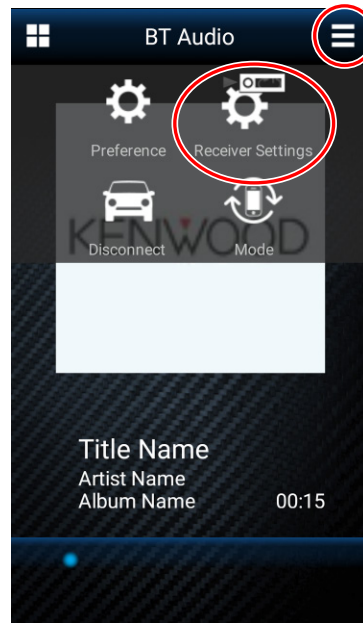 BT Audio
Preference
Receiver Settings
KENWOOD
Disconnect
Mode
Title Name
Artist Name
Album Name 00:15